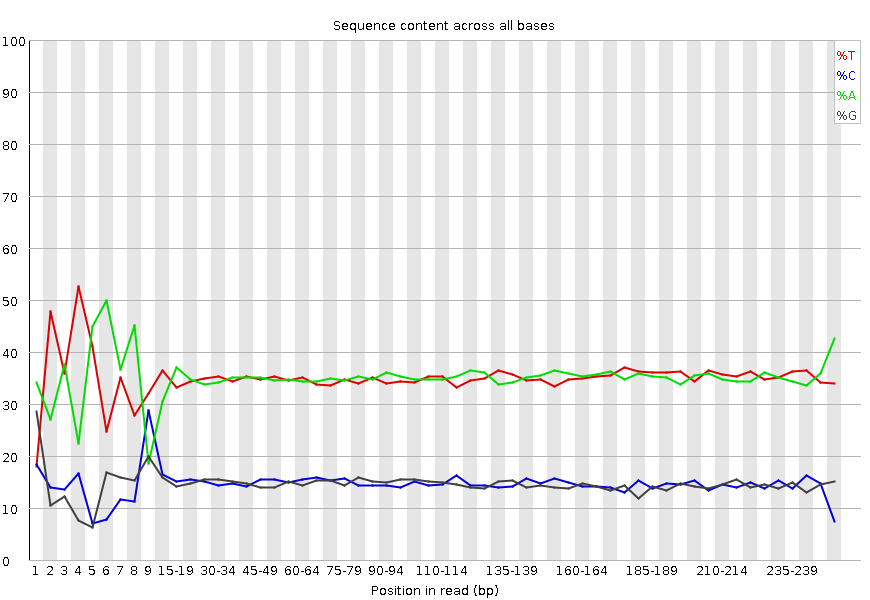 Sequence content across all bases
100
90
80
70
60
50
40
30
20
10
0
%T
%C
%A
%G
1 2 3 4 5 6 7 8 9 15-19 30-34 45-49 60-64 75-79 90-94 110-114 135-139 160-164 185-189 210-214 235-239
Position in read (bp)